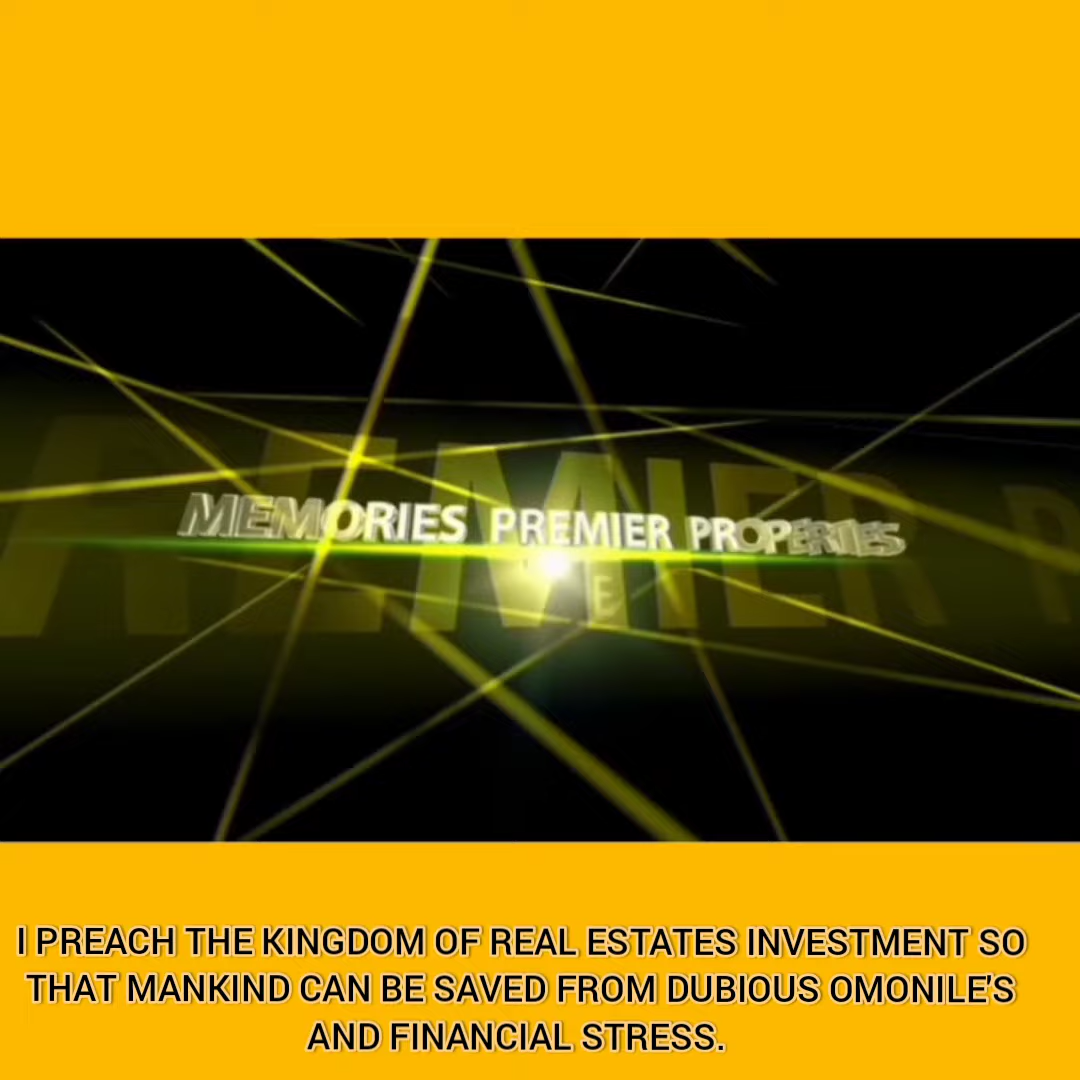 MEMORIES PREMIER PROPERTIES
I PREACH THE KINGDOM OF REAL ESTATES INVESTMENT SO
THAT MANKIND CAN BE SAVED FROM DUBIOUS OMONILE'S
AND FINANCIAL STRESS.